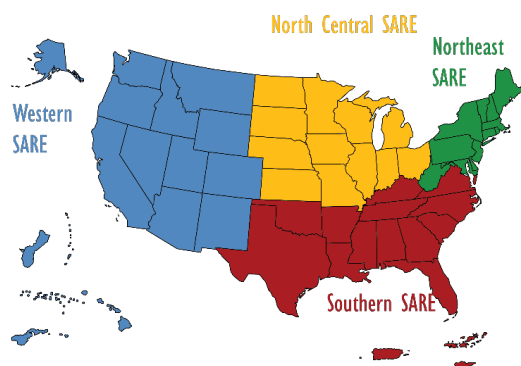 North Central SARE
Northeast
SARE
Western
SARE
Southern SARE